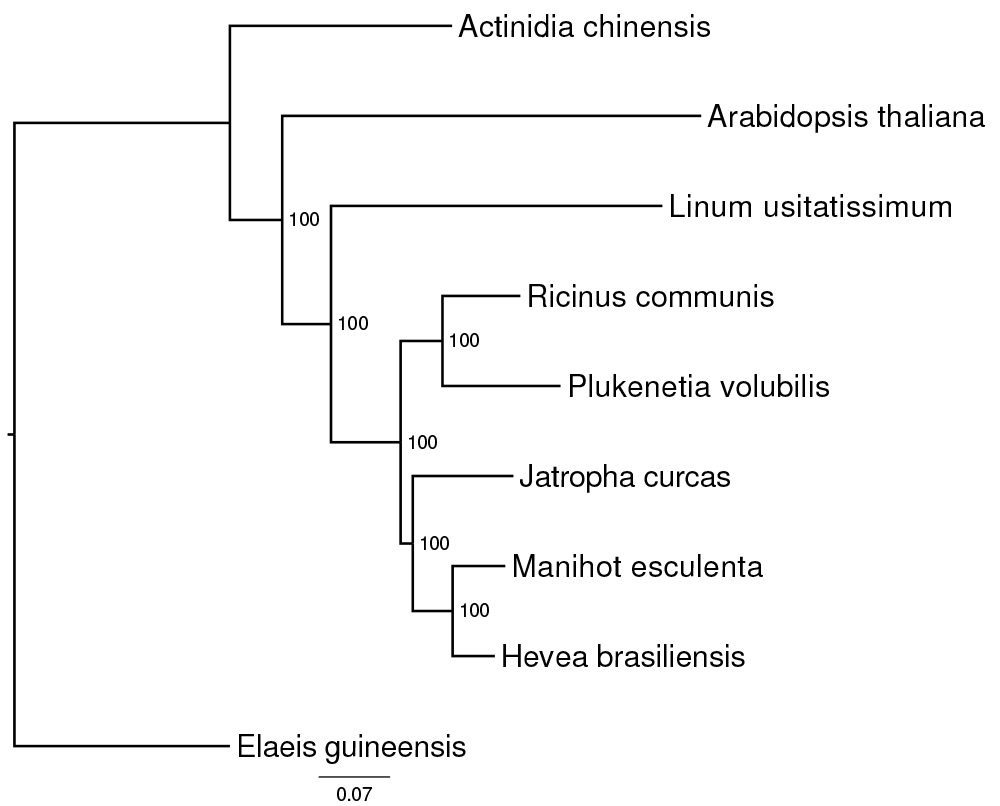 Actinidia chinensis
Arabidopsis thaliana
Linum usitatissimum
100
Ricinus communis
100
100
Plukenetia volubilis
100
Jatropha curcas
100
Manihot esculenta
100
Hevea brasiliensis
Elaeis guineensis
0.07